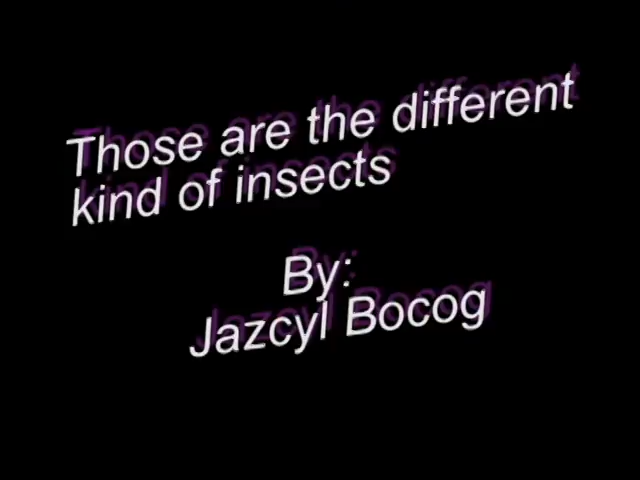 Those are the different
kind of insects
By:
Jazcyl Bocog